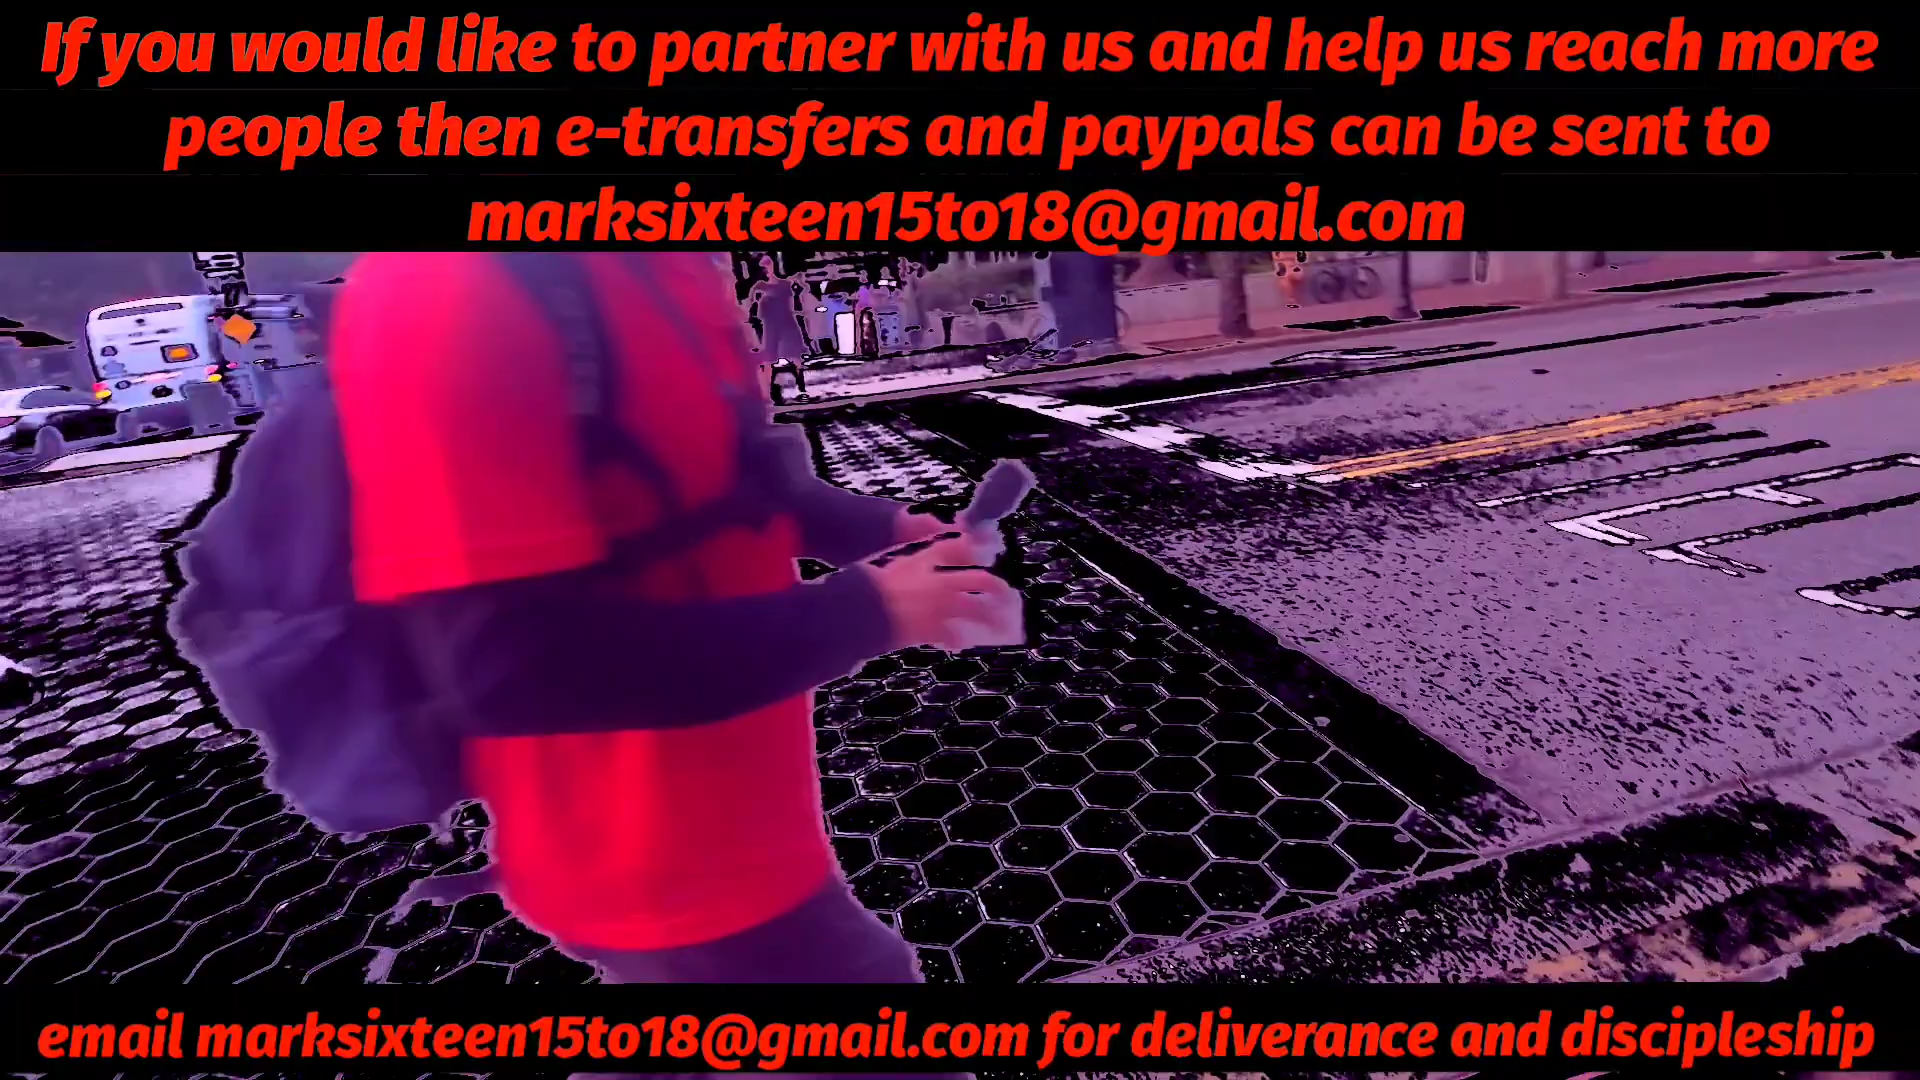 If you would like to partner with us and help us reach more
people then e-transfers and paypals can be sent to
marksixteen15to18@gmail.com
email marksixteen15to18@gmail.com for deliverance and discipleship